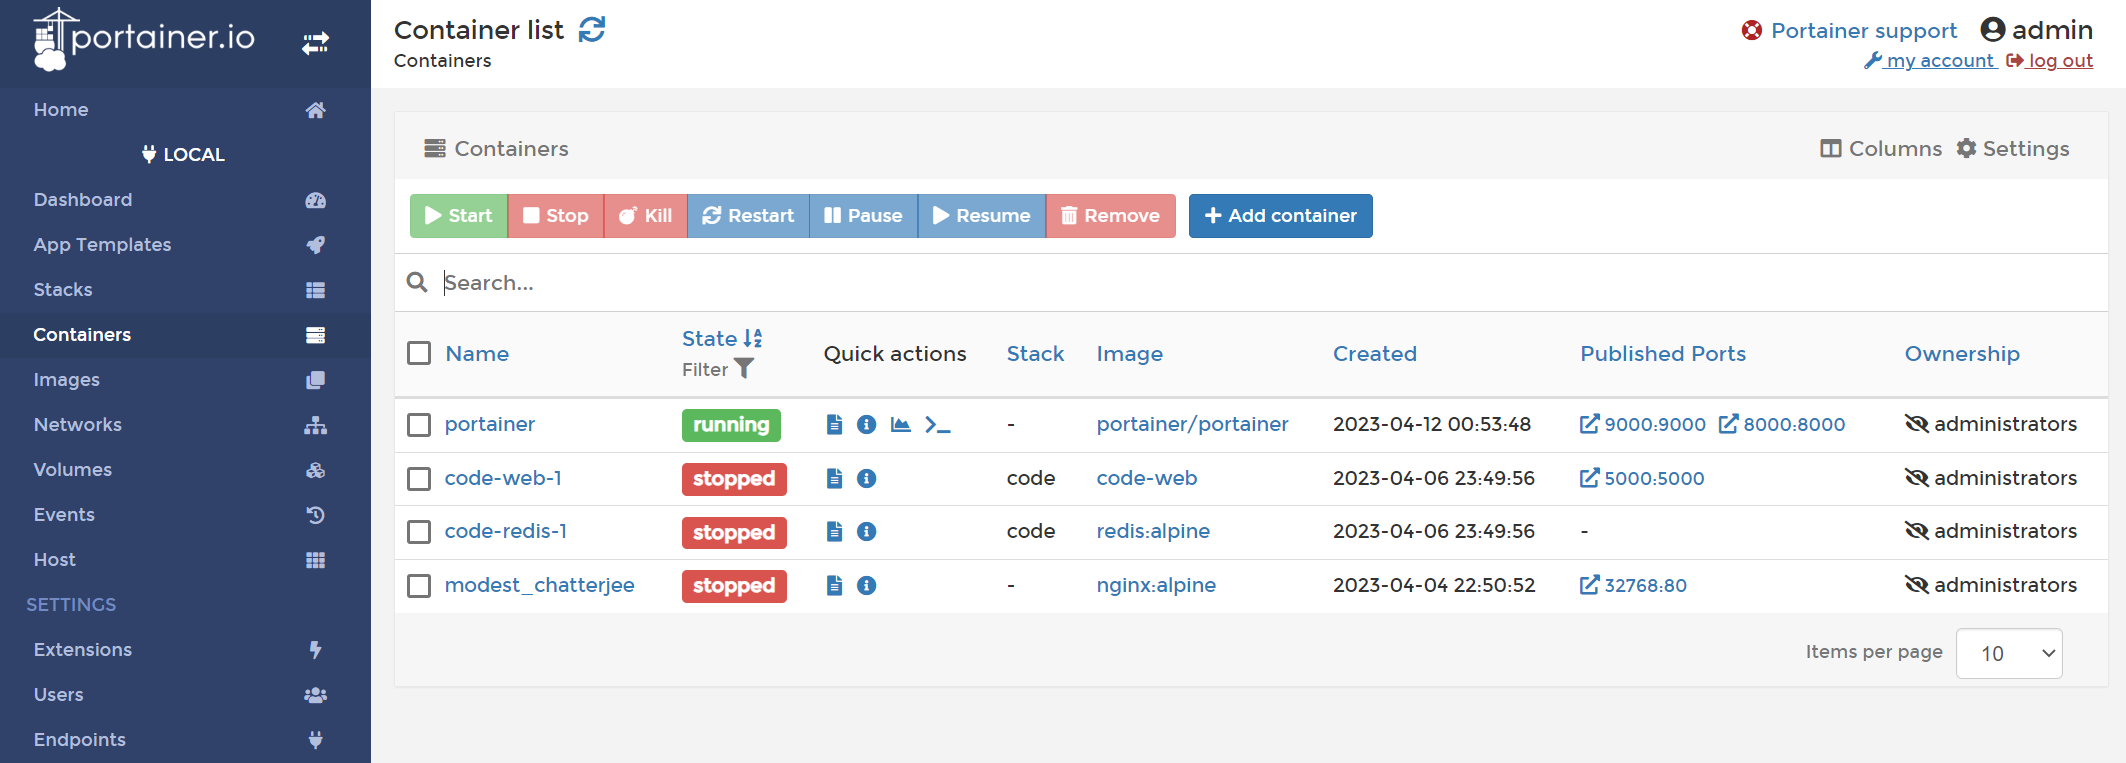 portainer.io
Home
LOCAL
Dashboard
App Templates
Stacks
Containers
Images
Networks
Volumes
Events
Host
SETTINGS
Extensions
Users
Endpoints
Container list
Containers
Portainer support admin
my account log out
Containers
Columns Settings
Start Stop Kill Restart Pause Resume Remove Add container
Search...
Name State Filter Quick actions Stack Image Created Published Ports Ownership
portainer running - portainer/portainer 2023-04-12 00:53:48 9000:9000 8000:8000 administrators
code-web-1 stopped code code-web 2023-04-06 23:49:56 5000:5000 administrators
code-redis-1 stopped code redis:alpine 2023-04-06 23:49:56 - administrators
modest_chatterjee stopped - nginx:alpine 2023-04-04 22:50:52 32768:80 administrators
Items per page 10